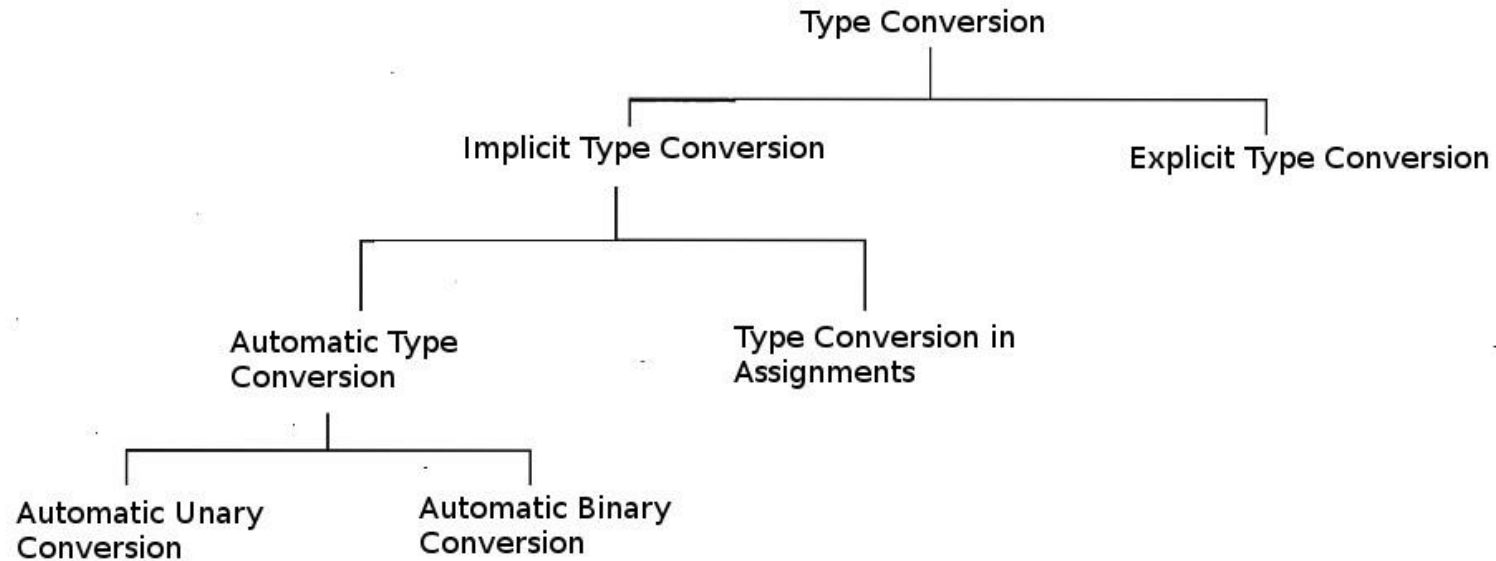 Type Conversion
Implicit Type Conversion
Explicit Type Conversion
Automatic Type
Conversion
Type Conversion in
Assignments
Automatic Unary
Conversion
Automatic Binary
Conversion